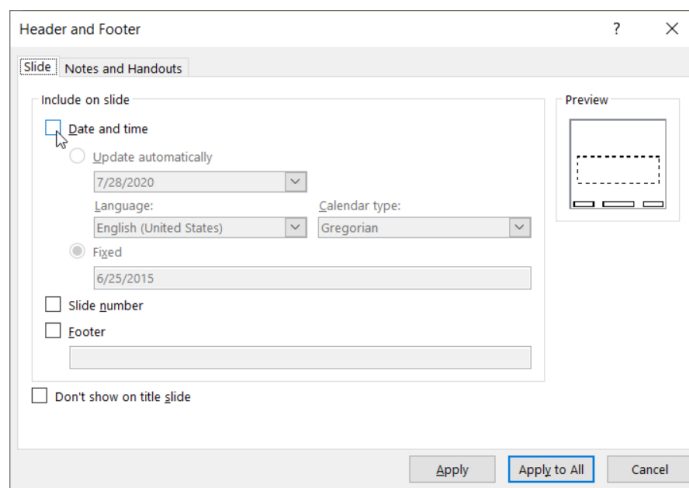 Header and Footer ? ×
Slide Notes and Handouts
Include on slide Preview
Date and time
Update automatically
7/28/2020
Language: Calendar type:
English (United States) Gregorian
Fixed
6/25/2015
Slide number
Footer
Don't show on title slide
Apply Apply to All Cancel